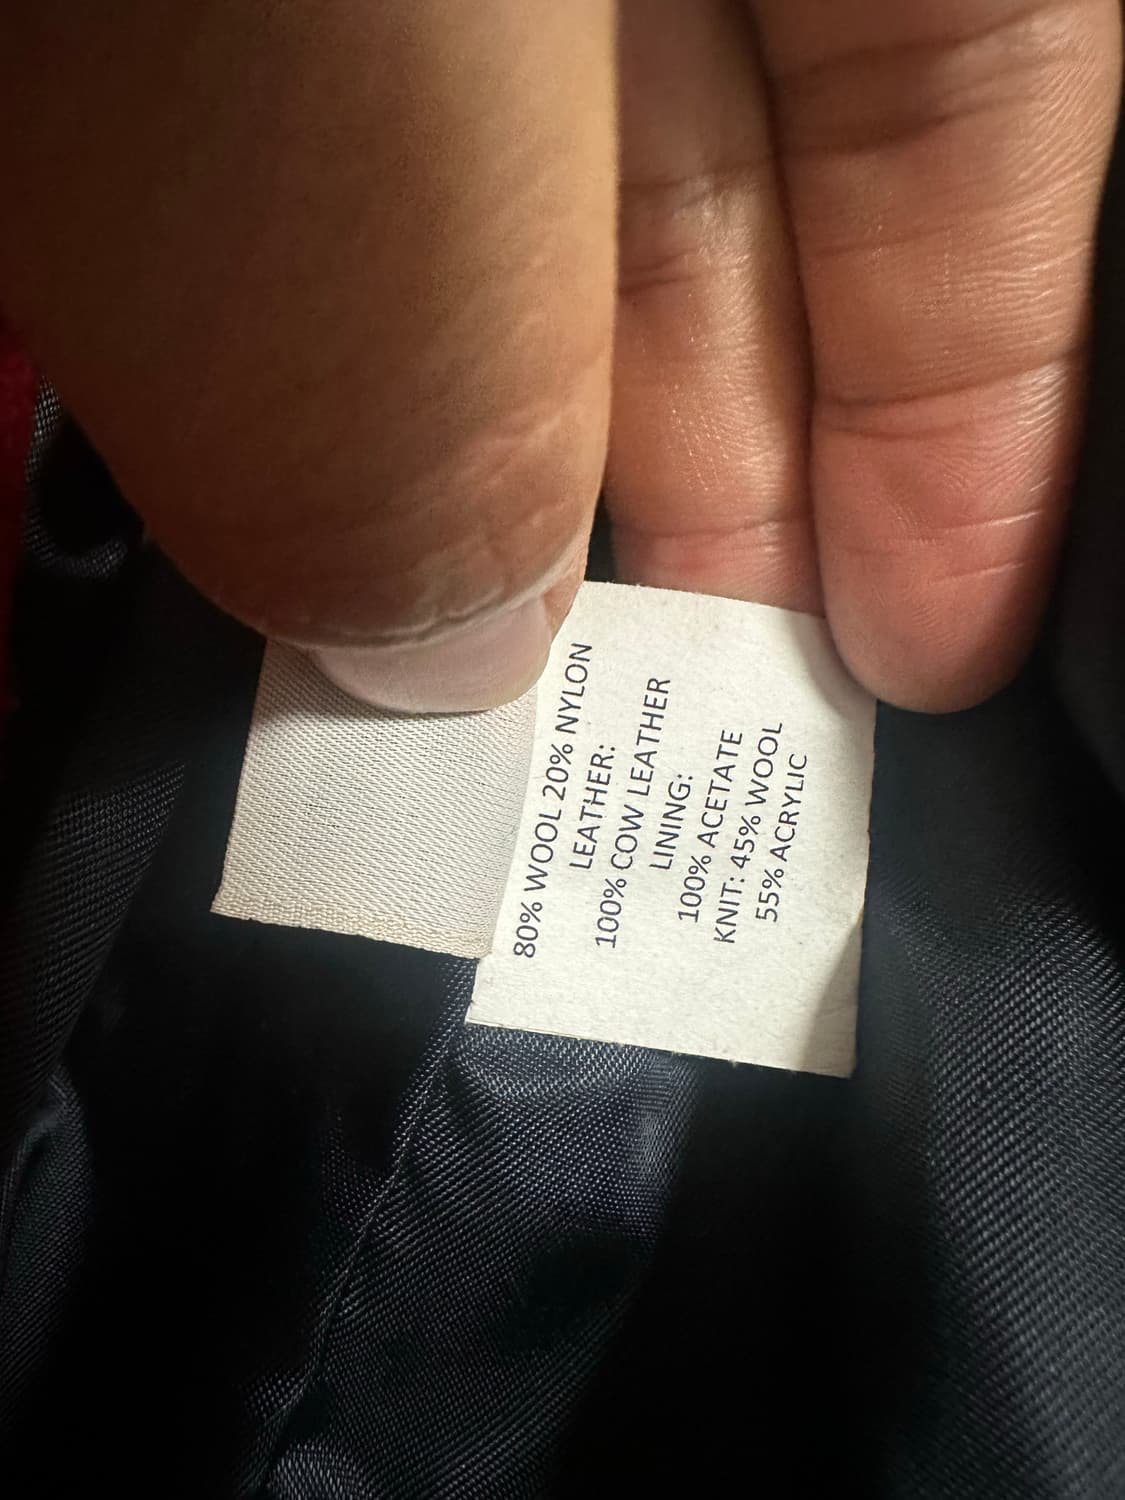 80% WOOL 20% NYLON
LEATHER:
100% COW LEATHER
LINING:
100% ACETATE
KNIT: 45% WOOL
55% ACRYLIC